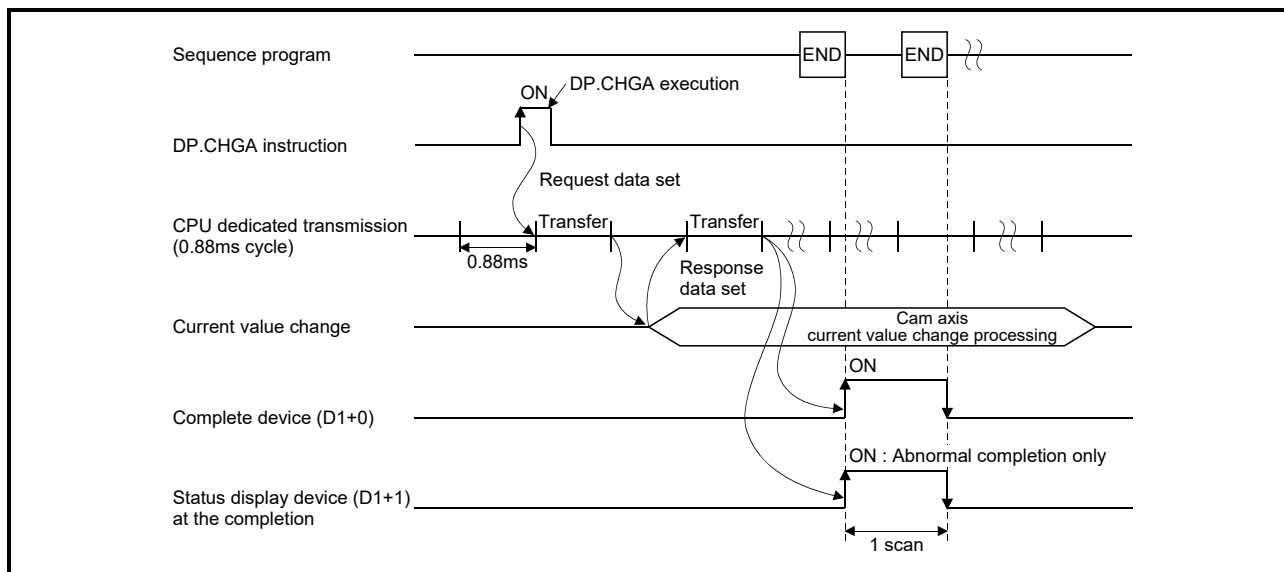 Sequence program
END
END
ON
DP.CHGA execution
DP.CHGA instruction
Request data set
CPU dedicated transmission
(0.88ms cycle)
Transfer
Transfer
0.88ms
Response
data set
Current value change
Cam axis
current value change processing
ON
Complete device (D1+0)
ON : Abnormal completion only
Status display device (D1+1)
at the completion
1 scan